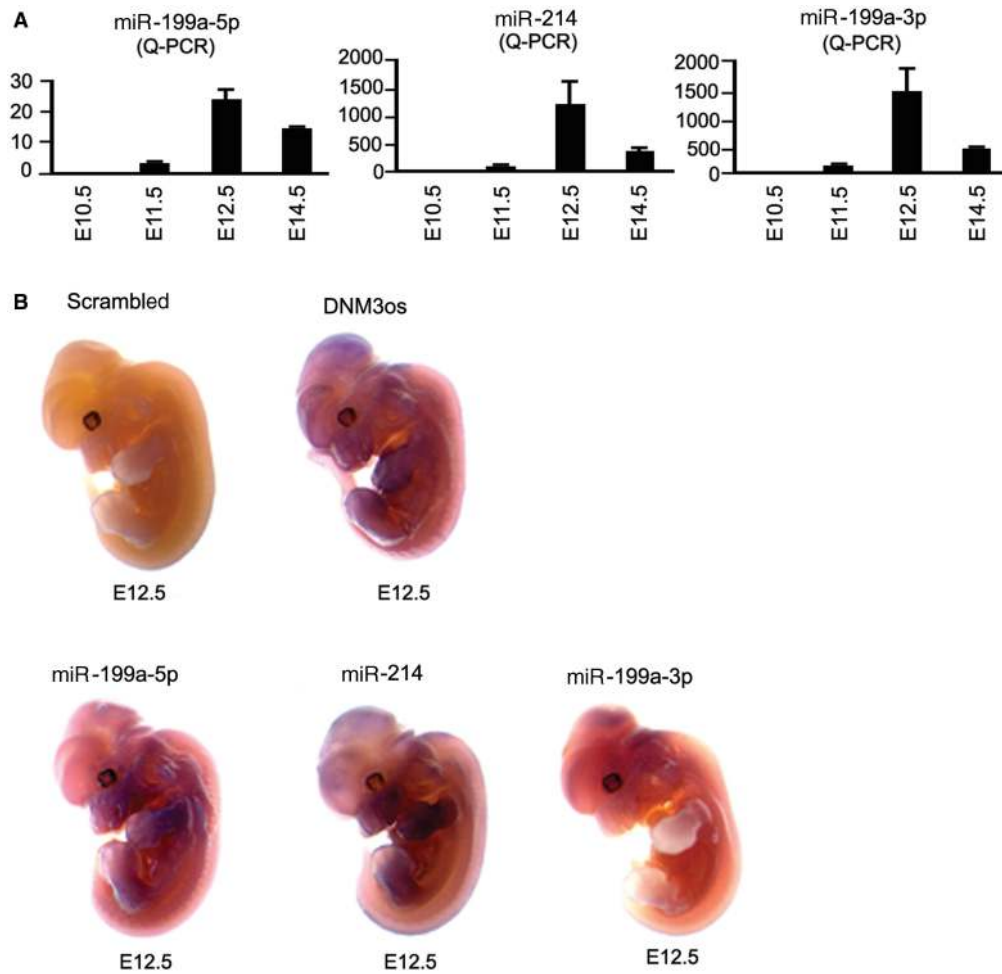 A
miR-199a-5p
(Q-PCR)
30
20
10
0
E10.5
E11.5
E12.5
E14.5
miR-214
(Q-PCR)
2000
1500
1000
500
0
E10.5
E11.5
E12.5
E14.5
miR-199a-3p
(Q-PCR)
2000
1500
1000
500
0
E10.5
E11.5
E12.5
E14.5
B
Scrambled
DNM3os
E12.5
E12.5
miR-199a-5p
miR-214
miR-199a-3p
E12.5
E12.5
E12.5